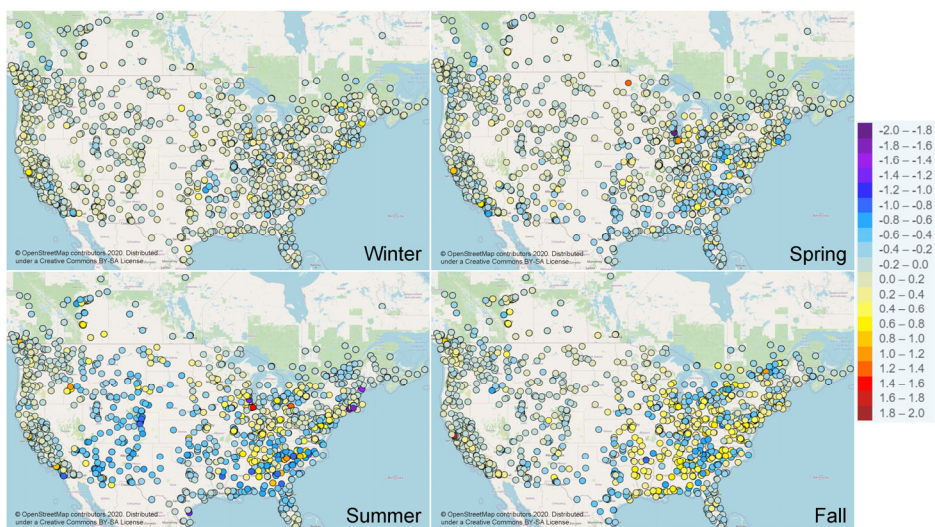 © OpenStreetMap contributors 2020. Distributed
under a Creative Commons BY-SA License
Winter
© OpenStreetMap contributors 2020. Distributed
under a Creative Commons BY-SA License
Spring
© OpenStreetMap contributors 2020. Distributed
under a Creative Commons BY-SA License
Summer
© OpenStreetMap contributors 2020. Distributed
under a Creative Commons BY-SA License
Fall
-2.0 – -1.8
-1.8 – -1.6
-1.6 – -1.4
-1.4 – -1.2
-1.2 – -1.0
-1.0 – -0.8
-0.8 – -0.6
-0.6 – -0.4
-0.4 – -0.2
-0.2 – 0.0
0.0 – 0.2
0.2 – 0.4
0.4 – 0.6
0.6 – 0.8
0.8 – 1.0
1.0 – 1.2
1.2 – 1.4
1.4 – 1.6
1.6 – 1.8
1.8 – 2.0